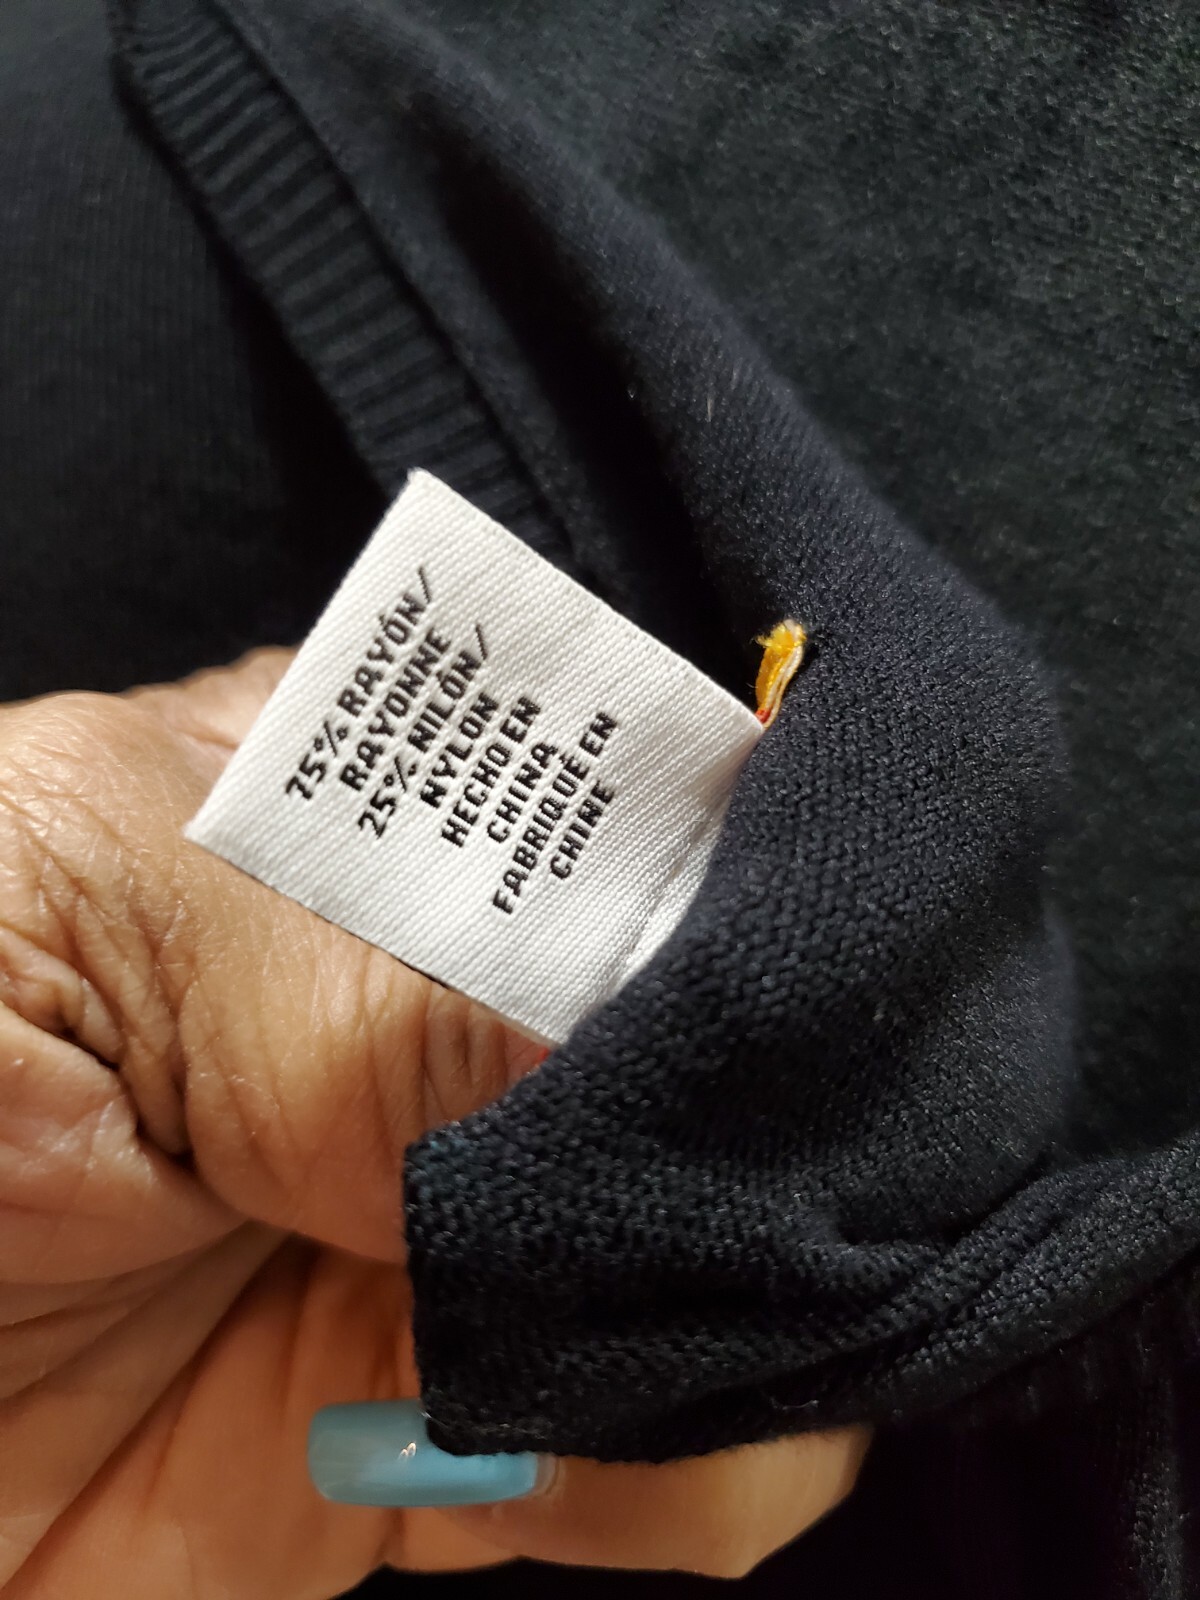 75% RAYÓN/
RAYONNE
25% NILÓN/
NYLON
HECHO EN
CHINA
FABRIQUÉ EN
CHINE